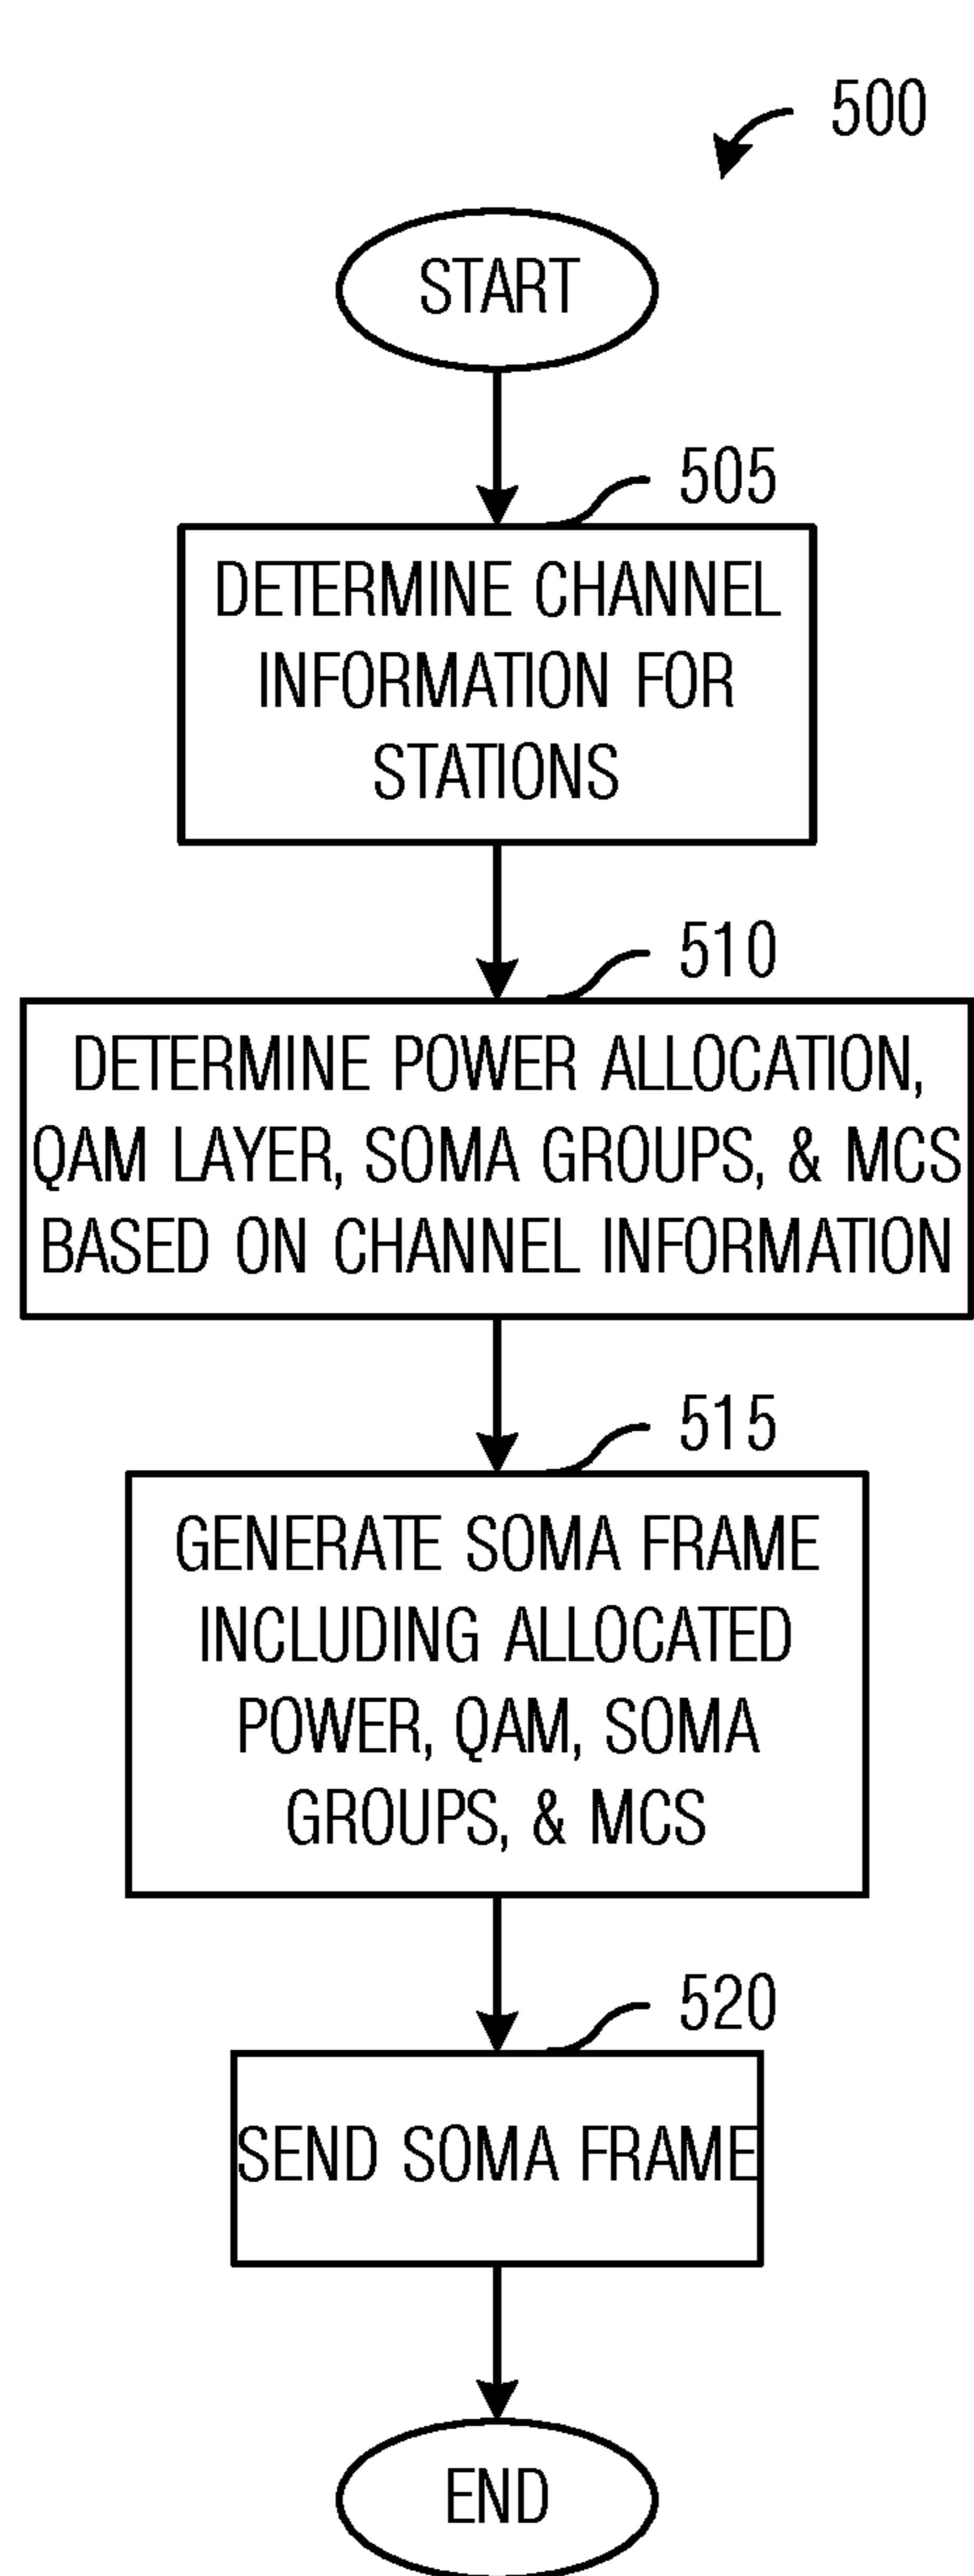 500
START
505
DETERMINE CHANNEL
INFORMATION FOR
STATIONS
510
DETERMINE POWER ALLOCATION,
QAM LAYER, SOMA GROUPS, & MCS
BASED ON CHANNEL INFORMATION
515
GENERATE SOMA FRAME
INCLUDING ALLOCATED
POWER, QAM, SOMA
GROUPS, & MCS
520
SEND SOMA FRAME
END